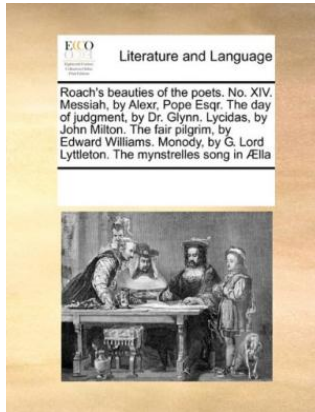 ECCO
Literature and Language
Roach's beauties of the poets. No. XIV.
Messiah, by Alexr, Pope Esqr. The day
of judgment, by Dr. Glynn. Lycidas, by
John Milton. The fair pilgrim, by
Edward Williams. Monody, by G. Lord
Lyttleton. The mynstrelles song in Ælla